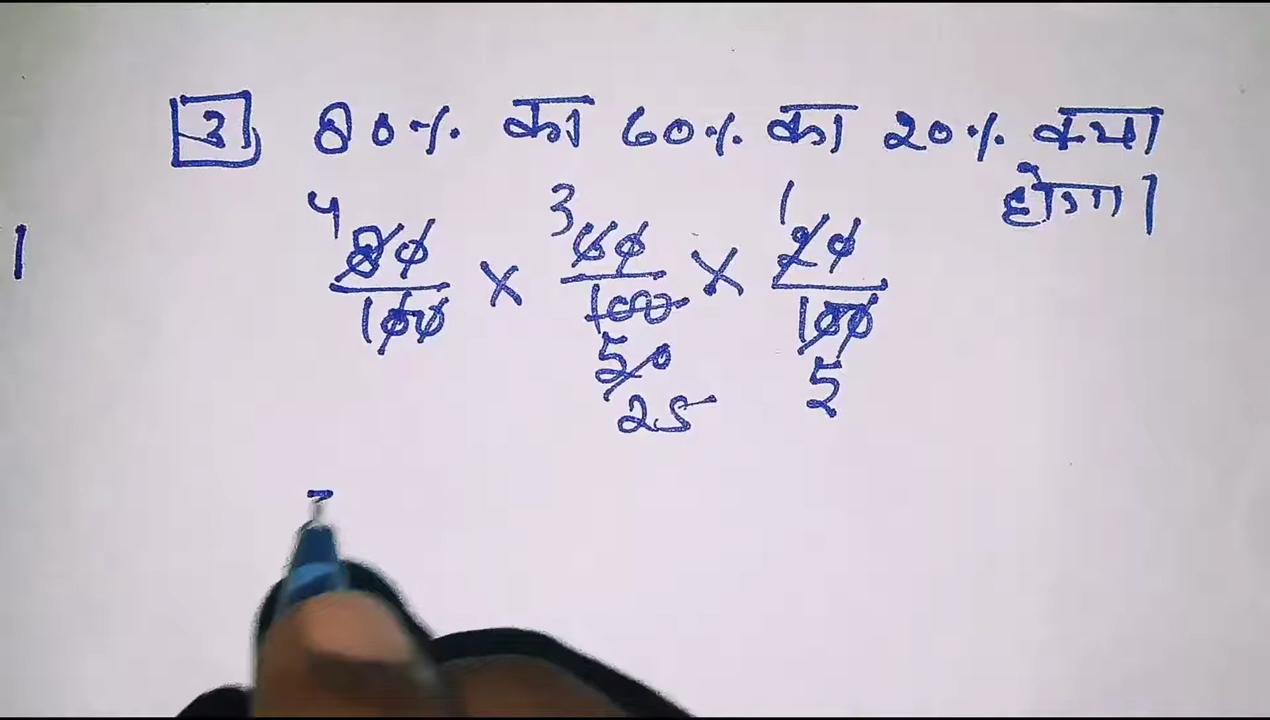 3 80% का 60% का 20% क्या
होगा।
4 3 1
80/100 × 60/100 × 20/100
50 5
25